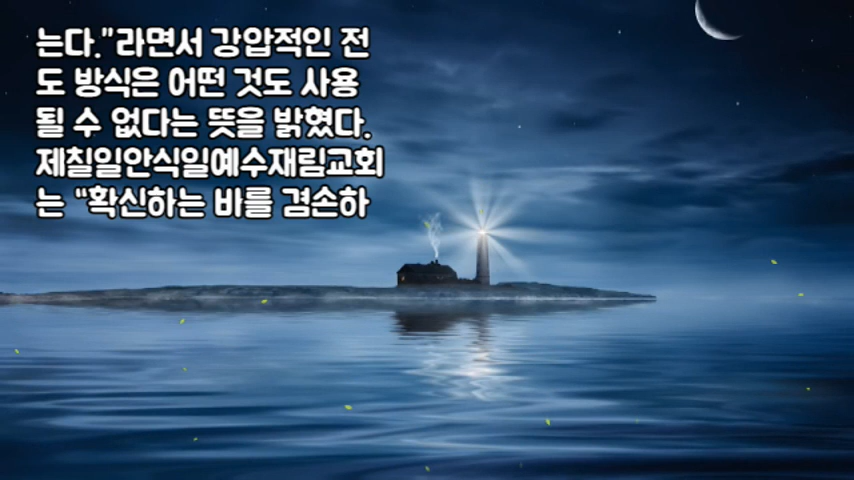 는다."라면서 강압적인 전
도 방식은 어떤 것도 사용
될 수 없다는 뜻을 밝혔다.
제칠일안식일예수재림교회
는 “확신하는 바를 겸손하